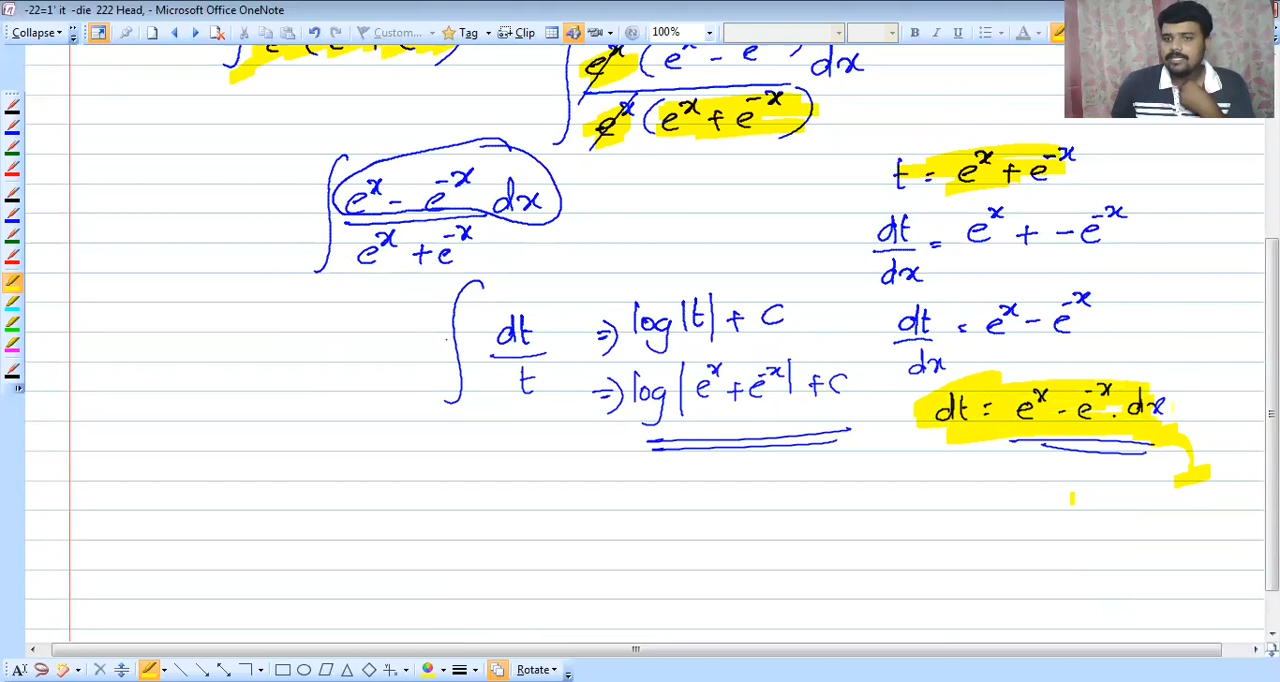 -22=1' it -die 222 Head, - Microsoft Office OneNote
Collapse Custom... Tag Clip 100% B I U A
e^x (e^x - e ) dx
e^x (e^x + e^-x)
∫ e^x - e^-x dx
e^x + e^-x
t = e^x + e^-x
dt/dx = e^x + - e^-x
∫ dt/t ⇒ log|t| + C
dt/dx = e^x - e^-x
⇒ log|e^x + e^-x| + C
dt = e^x - e^-x . dx
A Rotate